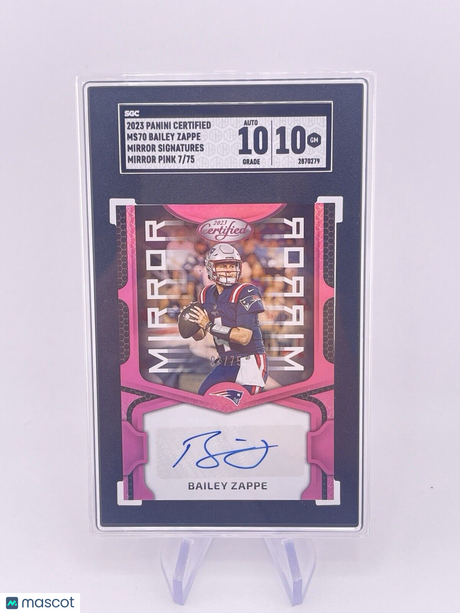 SGC
2023 PANINI CERTIFIED
MS70 BAILEY ZAPPE
MIRROR SIGNATURES
MIRROR PINK 7/75
AUTO
10
GRADE
10
GM
2870279
2023
Certified
MIRROR
MIRROR
4
BAILEY ZAPPE
mascot